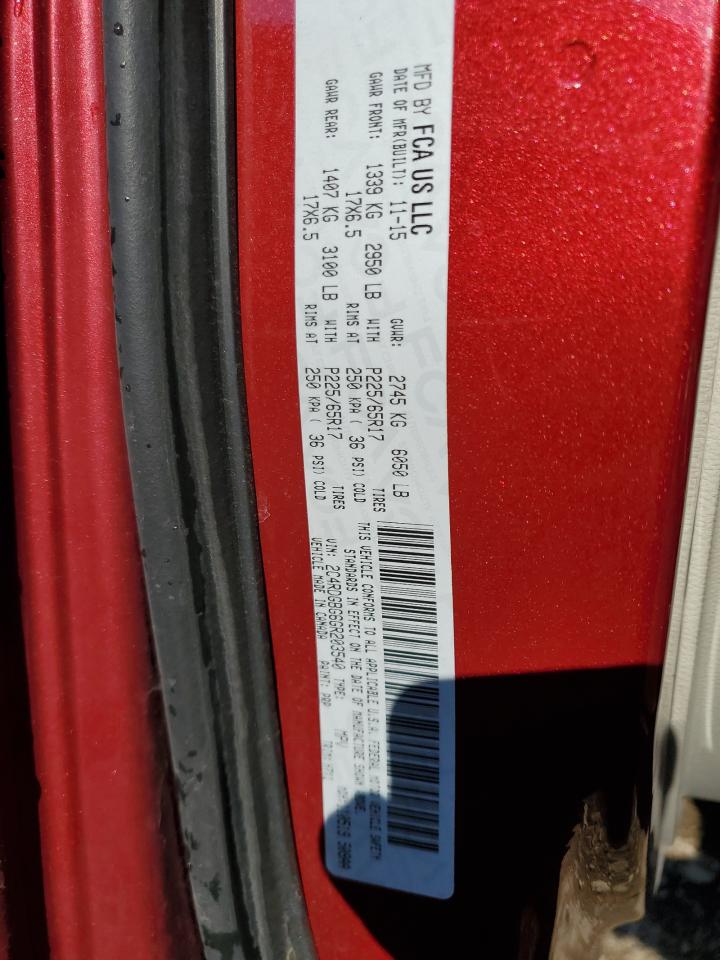 MFD BY FCA US LLC
DATE OF MFR(BUILT): 11-15 GVWR: 2745 KG 6050 LB
GAWR FRONT: 1339 KG 2950 LB WITH P225/65R17 TIRES
17X6.5 RIMS AT 250 KPA ( 36 PSI) COLD
GAWR REAR: 1407 KG 3100 LB WITH P225/65R17 TIRES
17X6.5 RIMS AT 250 KPA ( 36 PSI) COLD
THIS VEHICLE CONFORMS TO ALL APPLICABLE U.S.A. FEDERAL MOTOR VEHICLE SAFETY
STANDARDS IN EFFECT ON THE DATE OF MANUFACTURE SHOWN ABOVE.
VIN: 2C4RDGBG6GR203540 TYPE: MPV
VEHICLE MADE IN CANADA PAINT: PRP TRIM: